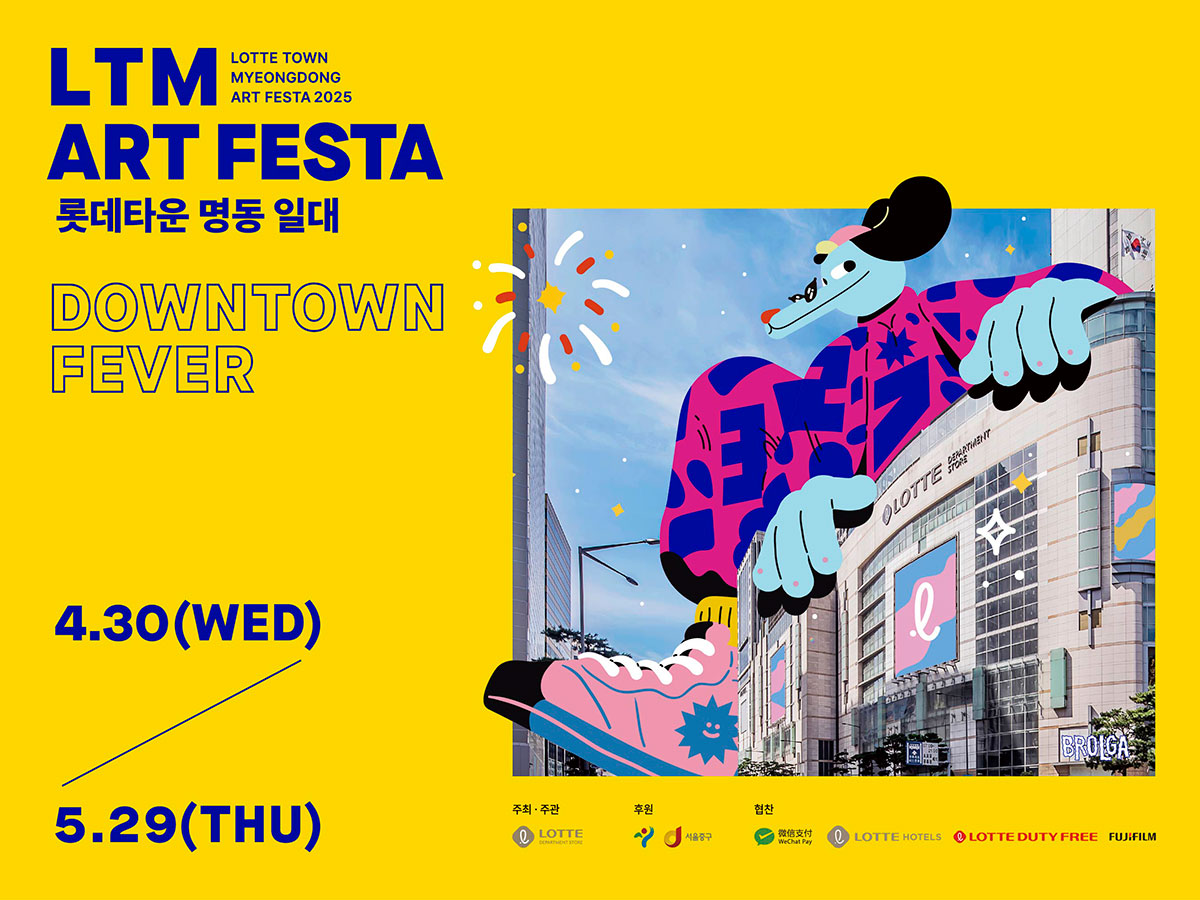 LTM
LOTTE TOWN
MYEONGDONG
ART FESTA 2025
ART FESTA
롯데타운 명동 일대
DOWNTOWN
FEVER
4.30(WED)
5.29(THU)
LOTTE DEPARTMENT STORE
BROLGA
주최 · 주관
LOTTE
DEPARTMENT STORE
후원
서울중구
협찬
微信支付
WeChat Pay
LOTTE HOTELS
LOTTE DUTY FREE
FUJIFILM